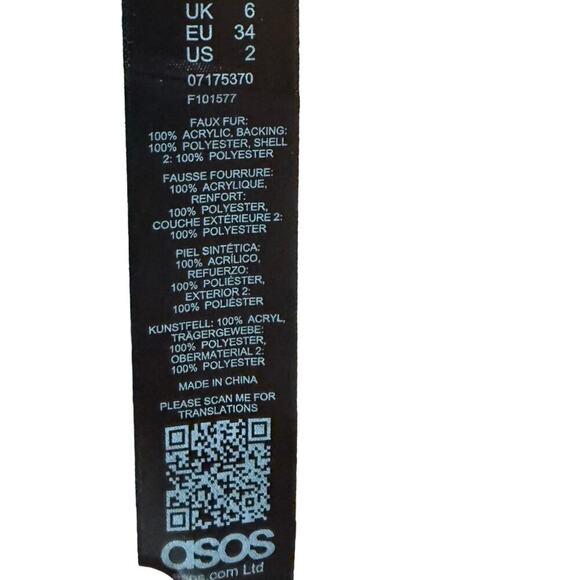 UK 6
EU 34
US 2
07175370
F101577
FAUX FUR:
100% ACRYLIC, BACKING:
100% POLYESTER, SHELL
2: 100% POLYESTER
FAUSSE FOURRURE:
100% ACRYLIQUE,
RENFORT:
100% POLYESTER,
COUCHE EXTÉRIEURE 2:
100% POLYESTER
PIEL SINTÉTICA:
100% ACRÍLICO,
REFUERZO:
100% POLIÉSTER,
EXTERIOR 2:
100% POLIÉSTER
KUNSTFELL: 100% ACRYL,
TRÄGERGEWEBE:
100% POLYESTER,
OBERMATERIAL 2:
100% POLYESTER
MADE IN CHINA
PLEASE SCAN ME FOR
TRANSLATIONS
asos
asos.com Ltd